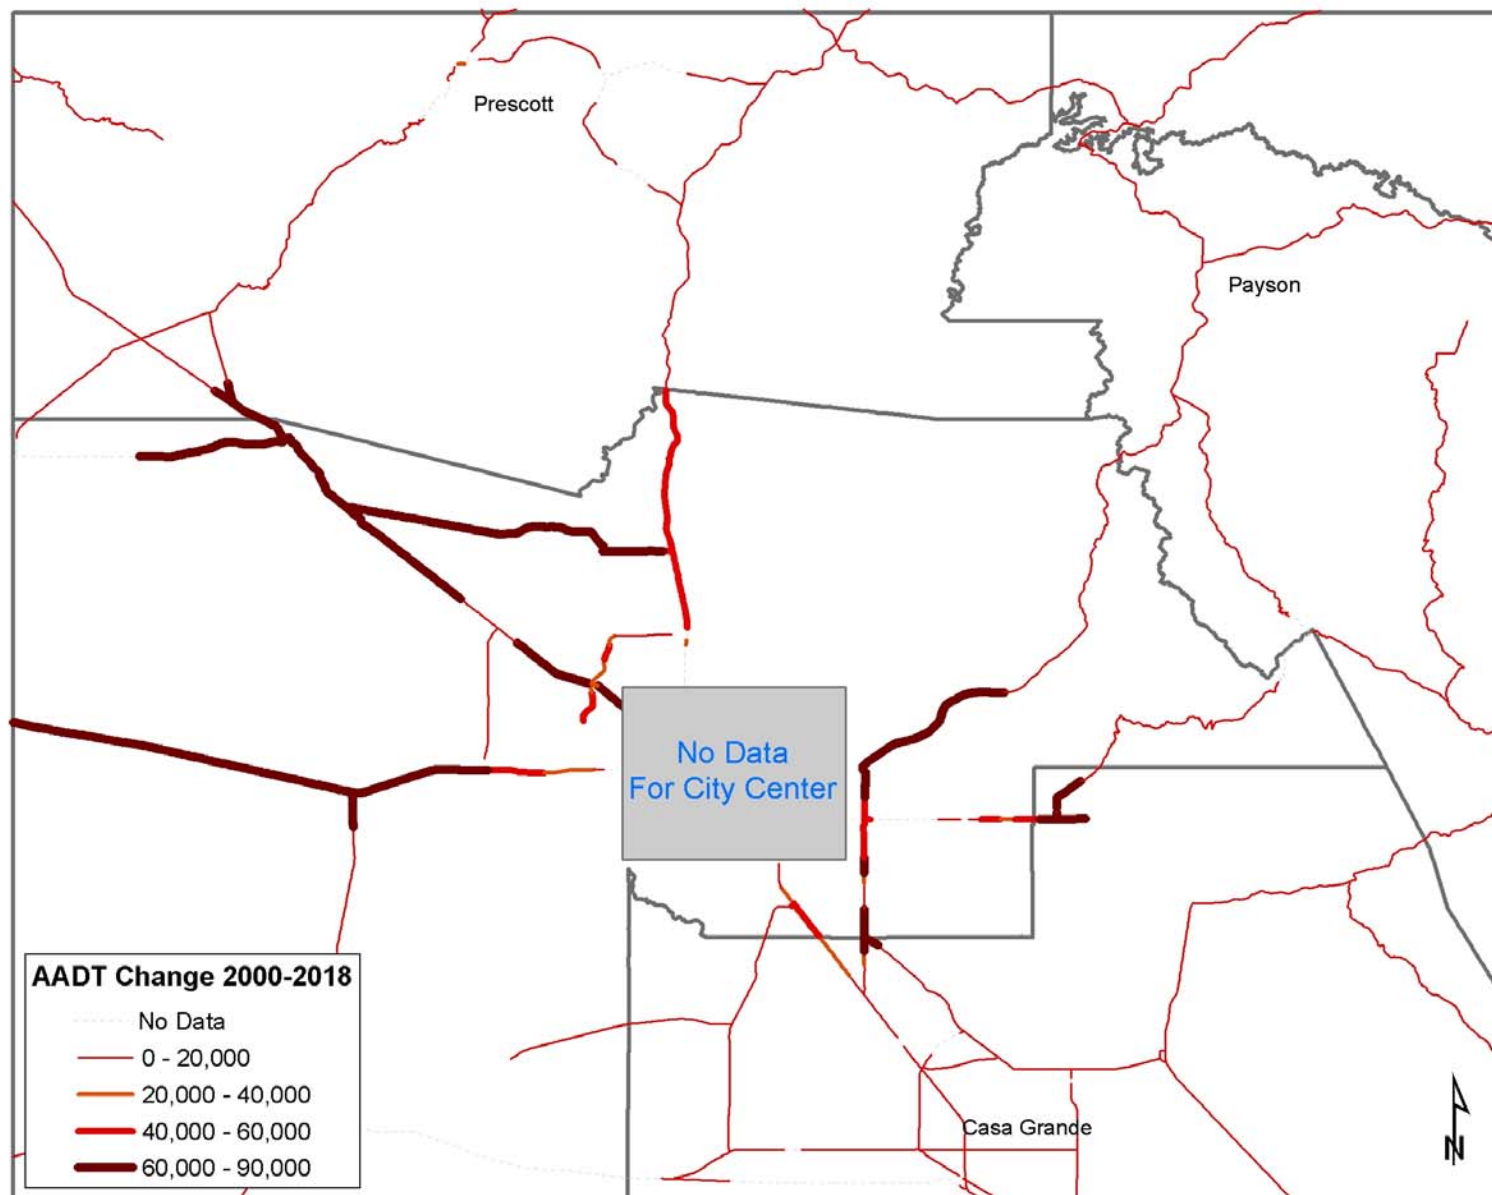 Prescott
Payson
No Data
For City Center
AADT Change 2000-2018
No Data
0 - 20,000
20,000 - 40,000
40,000 - 60,000
60,000 - 90,000
Casa Grande
N